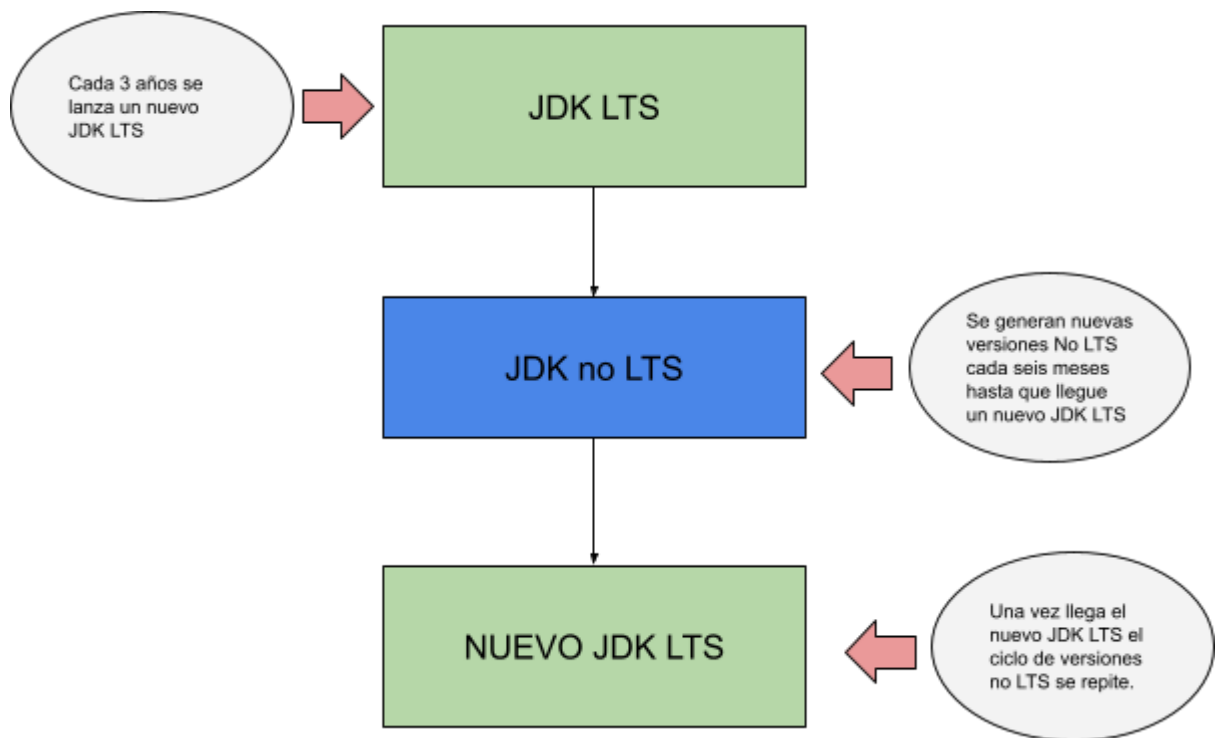 Cada 3 años se
lanza un nuevo
JDK LTS
JDK LTS
JDK no LTS
Se generan nuevas
versiones No LTS
cada seis meses
hasta que llegue
un nuevo JDK LTS
NUEVO JDK LTS
Una vez llega el
nuevo JDK LTS el
ciclo de versiones
no LTS se repite.